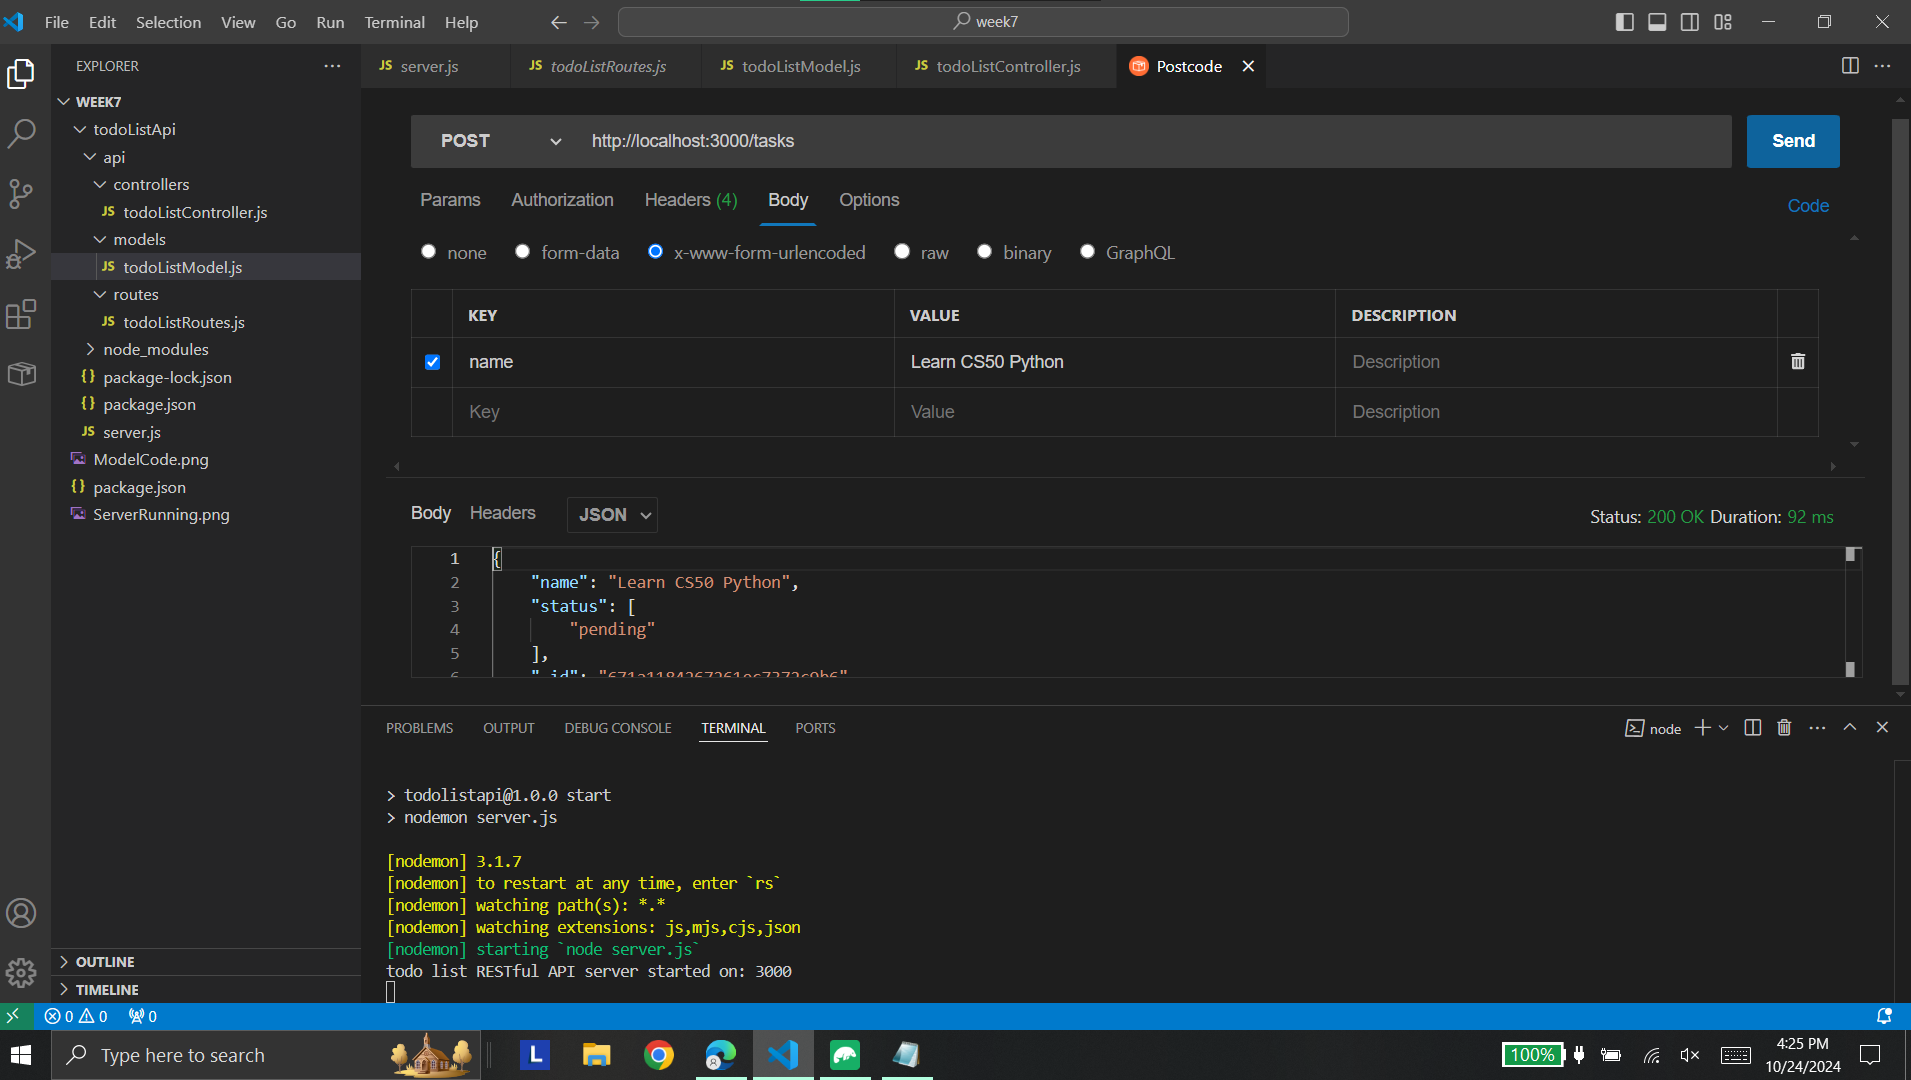 File Edit Selection View Go Run Terminal Help
week7
EXPLORER
WEEK7
todoListApi
api
controllers
JS todoListController.js
models
JS todoListModel.js
routes
JS todoListRoutes.js
node_modules
{} package-lock.json
{} package.json
JS server.js
ModelCode.png
{} package.json
ServerRunning.png
OUTLINE
TIMELINE
JS server.js JS todoListRoutes.js JS todoListModel.js JS todoListController.js Postcode
POST http://localhost:3000/tasks Send
Params Authorization Headers (4) Body Options Code
none form-data x-www-form-urlencoded raw binary GraphQL
KEY VALUE DESCRIPTION
name Learn CS50 Python Description
Key Value Description
Body Headers JSON Status: 200 OK Duration: 92 ms
1 {
2 "name": "Learn CS50 Python",
3 "status": [
4 "pending"
5 ],
6
PROBLEMS OUTPUT DEBUG CONSOLE TERMINAL PORTS node
> todolistapi@1.0.0 start
> nodemon server.js
[nodemon] 3.1.7
[nodemon] to restart at any time, enter `rs`
[nodemon] watching path(s): *.*
[nodemon] watching extensions: js,mjs,cjs,json
[nodemon] starting `node server.js`
todo list RESTful API server started on: 3000
0 0 0
Type here to search
L
100%
4:25 PM
10/24/2024